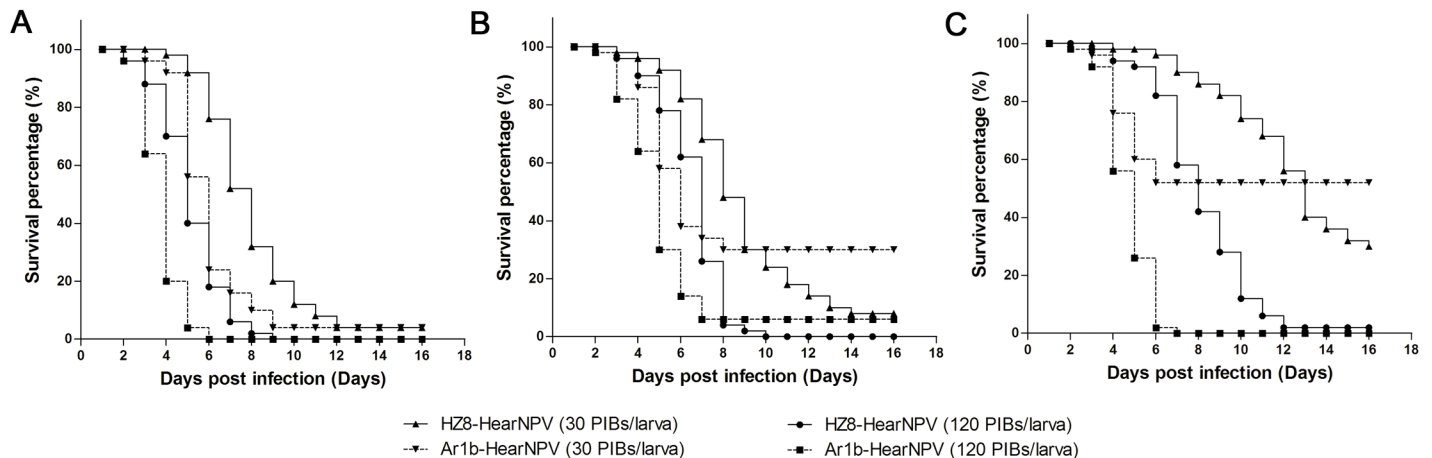 A
B
C
Survival percentage (%)
100
80
60
40
20
0
0 2 4 6 8 10 12 14 16 18
Days post infection (Days)
Survival percentage (%)
100
80
60
40
20
0
0 2 4 6 8 10 12 14 16 18
Days post infection (Days)
Survival percentage (%)
100
80
60
40
20
0
0 2 4 6 8 10 12 14 16 18
Days post infection (Days)
HZ8-HearNPV (30 PIBs/larva)
HZ8-HearNPV (120 PIBs/larva)
Ar1b-HearNPV (30 PIBs/larva)
Ar1b-HearNPV (120 PIBs/larva)